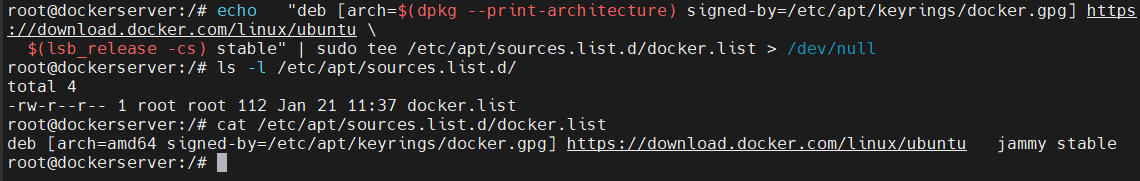 root@dockerserver:/# echo   "deb [arch=$(dpkg --print-architecture) signed-by=/etc/apt/keyrings/docker.gpg] https
://download.docker.com/linux/ubuntu \
  $(lsb_release -cs) stable" | sudo tee /etc/apt/sources.list.d/docker.list > /dev/null
root@dockerserver:/# ls -l /etc/apt/sources.list.d/
total 4
-rw-r--r-- 1 root root 112 Jan 21 11:37 docker.list
root@dockerserver:/# cat /etc/apt/sources.list.d/docker.list
deb [arch=amd64 signed-by=/etc/apt/keyrings/docker.gpg] https://download.docker.com/linux/ubuntu   jammy stable
root@dockerserver:/#